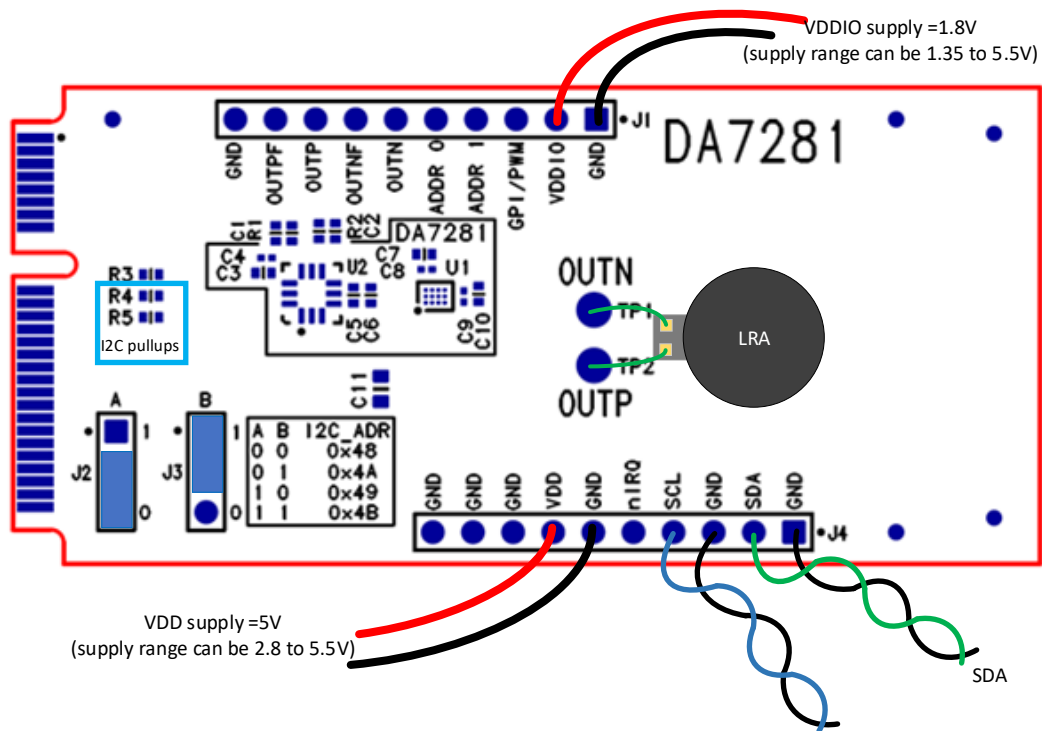 VDDIO supply =1.8V
(supply range can be 1.35 to 5.5V)
J1
DA7281
GND
OUTPF
OUTP
OUTNF
OUTN
ADDR 0
ADDR 1
GPI/PWM
VDDIO
GND
C1
R1
R2
C2
DA7281
C4
C3
U2
C7
C8
U1
C5
C6
C9
C10
R3
R4
R5
I2C pullups
OUTN
TP1
LRA
TP2
OUTP
C11
A
B
1
1
J2
J3
0
0
A B I2C_ADR
0 0 0x48
0 1 0x4A
1 0 0x49
1 1 0x4B
GND
GND
GND
VDD
GND
nIRQ
SCL
GND
SDA
GND
J4
VDD supply =5V
(supply range can be 2.8 to 5.5V)
SDA